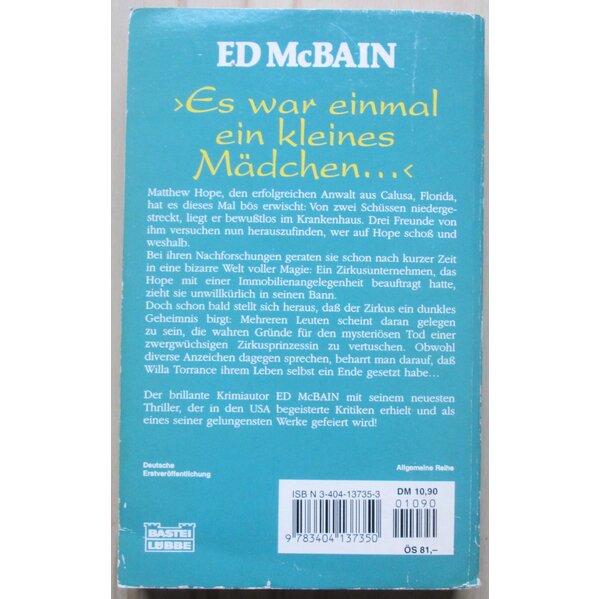 ED McBAIN
›Es war einmal
ein kleines
Mädchen...‹
Matthew Hope, den erfolgreichen Anwalt aus Calusa, Florida,
hat es dieses Mal bös erwischt: Von zwei Schüssen niederge-
streckt, liegt er bewußtlos im Krankenhaus. Drei Freunde von
ihm versuchen nun herauszufinden, wer auf Hope schoß und
weshalb.
Bei ihren Nachforschungen geraten sie schon nach kurzer Zeit
in eine bizarre Welt voller Magie: Ein Zirkusunternehmen, das
Hope mit einer Immobilienangelegenheit beauftragt hatte,
zieht sie unwillkürlich in seinen Bann.
Doch schon bald stellt sich heraus, daß der Zirkus ein dunkles
Geheimnis birgt: Mehreren Leuten scheint daran gelegen
zu sein, die wahren Gründe für den mysteriösen Tod einer
zwergwüchsigen Zirkusprinzessin zu vertuschen. Obwohl
diverse Anzeichen dagegen sprechen, beharrt man darauf, daß
Willa Torrance ihrem Leben selbst ein Ende gesetzt habe...
Der brillante Krimiautor ED McBAIN mit seinem neuesten
Thriller, der in den USA begeisterte Kritiken erhielt und als
eines seiner gelungensten Werke gefeiert wird!
Deutsche
Erstveröffentlichung
Allgemeine Reihe
ISBN 3-404-13735-3
DM 10,90
01090
9 783404 137350
ÖS 81,–
BASTEI
LÜBBE